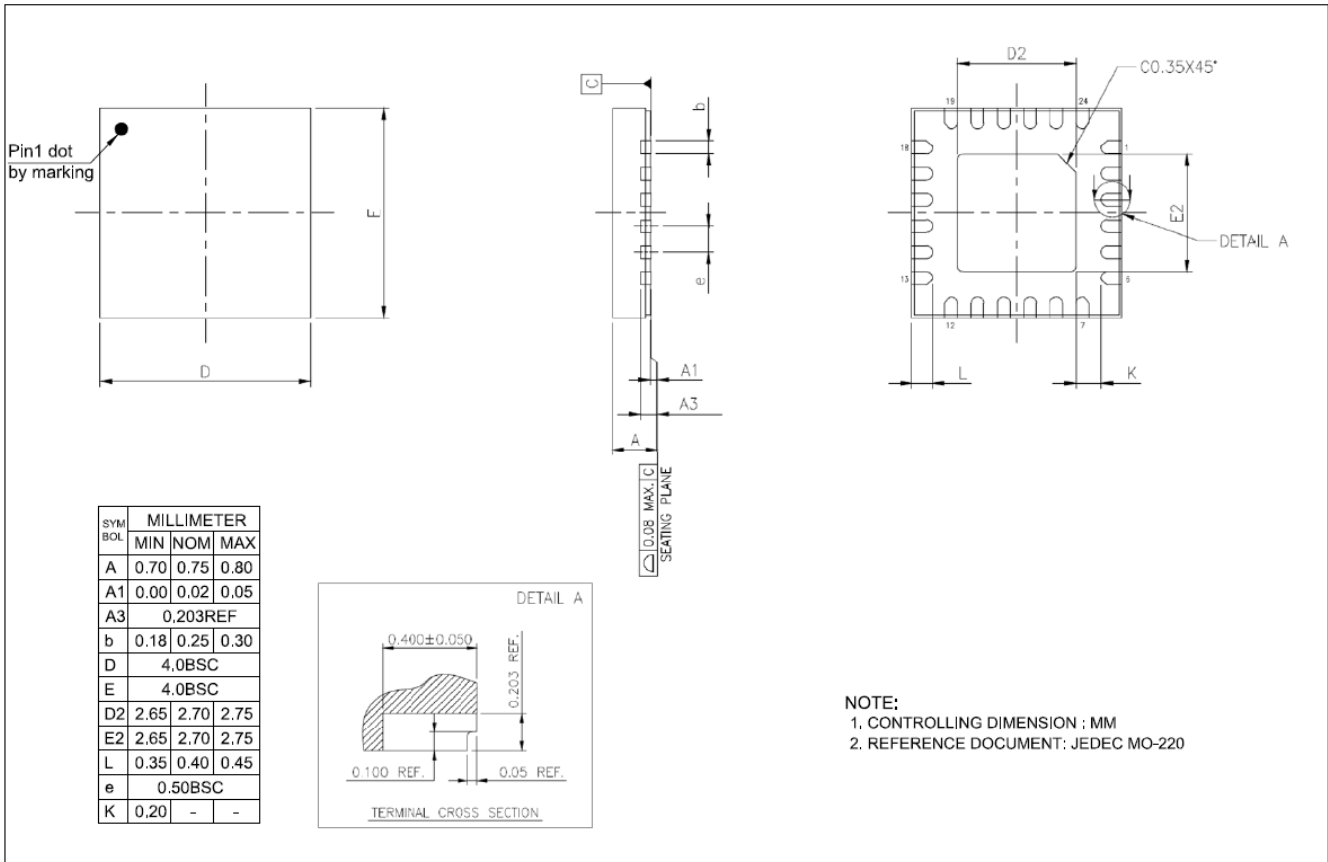 Pin1 dot
by marking
D
E
C
b
e
A1
A3
A
⌓ 0.08 MAX. C
SEATING PLANE
D2
C0.35X45°
19
24
18
1
E2
DETAIL A
13
6
12
7
L
K
SYM
BOL
MILLIMETER
MIN NOM MAX
A 0.70 0.75 0.80
A1 0.00 0.02 0.05
A3 0.203REF
b 0.18 0.25 0.30
D 4.0BSC
E 4.0BSC
D2 2.65 2.70 2.75
E2 2.65 2.70 2.75
L 0.35 0.40 0.45
e 0.50BSC
K 0.20 - -
DETAIL A
0.400±0.050
0.203 REF.
0.100 REF.
0.05 REF.
TERMINAL CROSS SECTION
NOTE:
1. CONTROLLING DIMENSION : MM
2. REFERENCE DOCUMENT: JEDEC MO-220